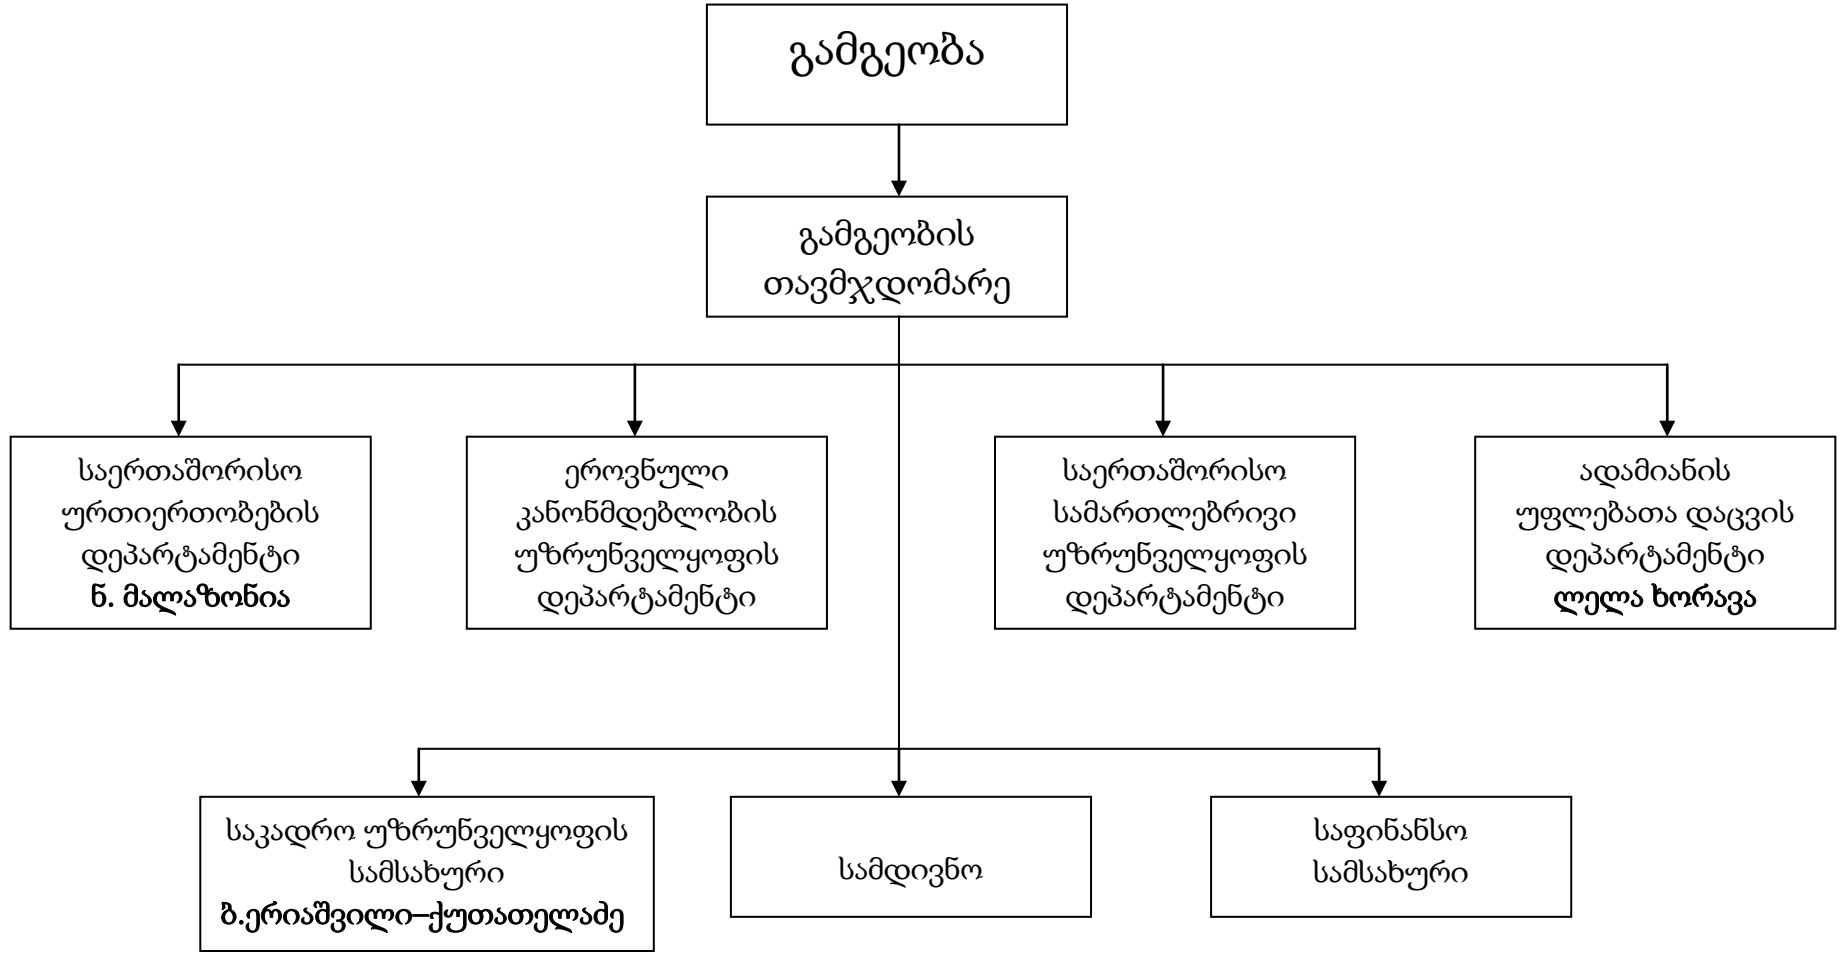 გამგეობა
გამგეობის
თავმჯდომარე
საერთაშორისო
ურთიერთობების
დეპარტამენტი
ნ. მალაზონია
ეროვნული
კანონმდებლობის
უზრუნველყოფის
დეპარტამენტი
საერთაშორისო
სამართლებრივი
უზრუნველყოფის
დეპარტამენტი
ადამიანის
უფლებათა დაცვის
დეპარტამენტი
ლელა ხორავა
საკადრო უზრუნველყოფის
სამსახური
ბ.ერიაშვილი–ქუთათელაძე
სამდივნო
საფინანსო
სამსახური